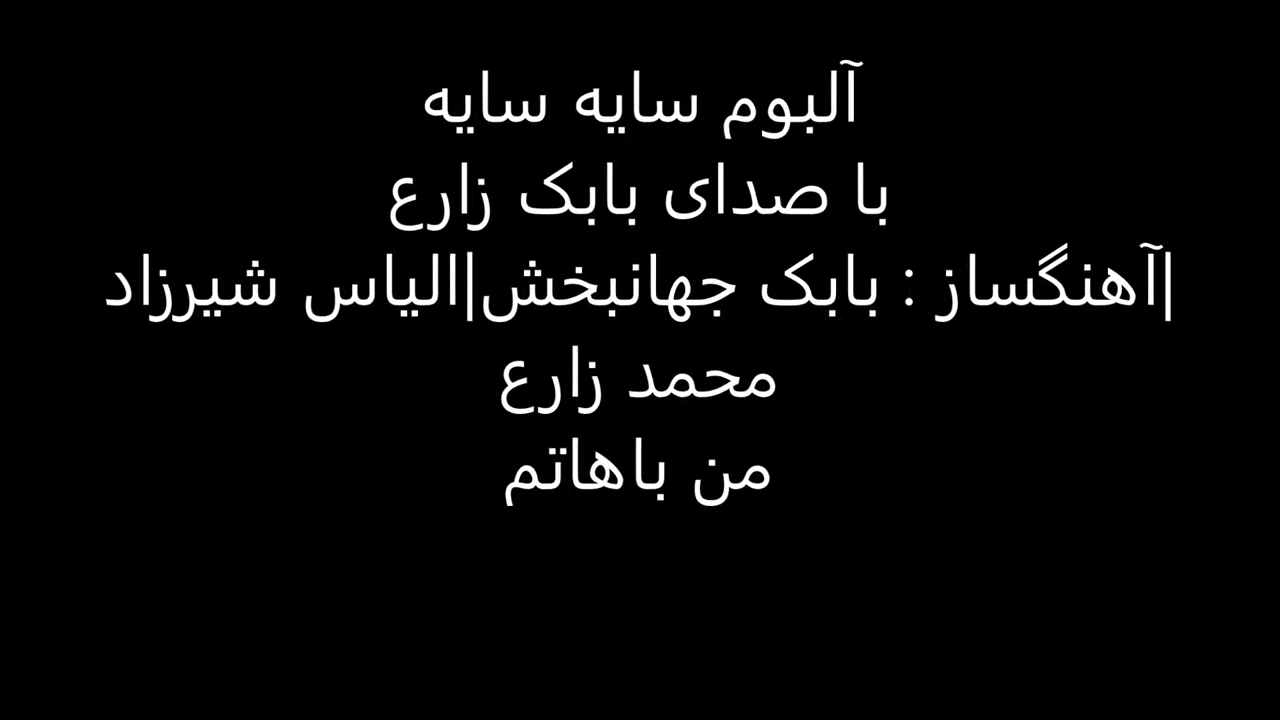 آلبوم سایه سایه
با صدای بابک زارع
|آهنگساز : بابک جهانبخش|الیاس شیرزاد
محمد زارع
من باهاتم